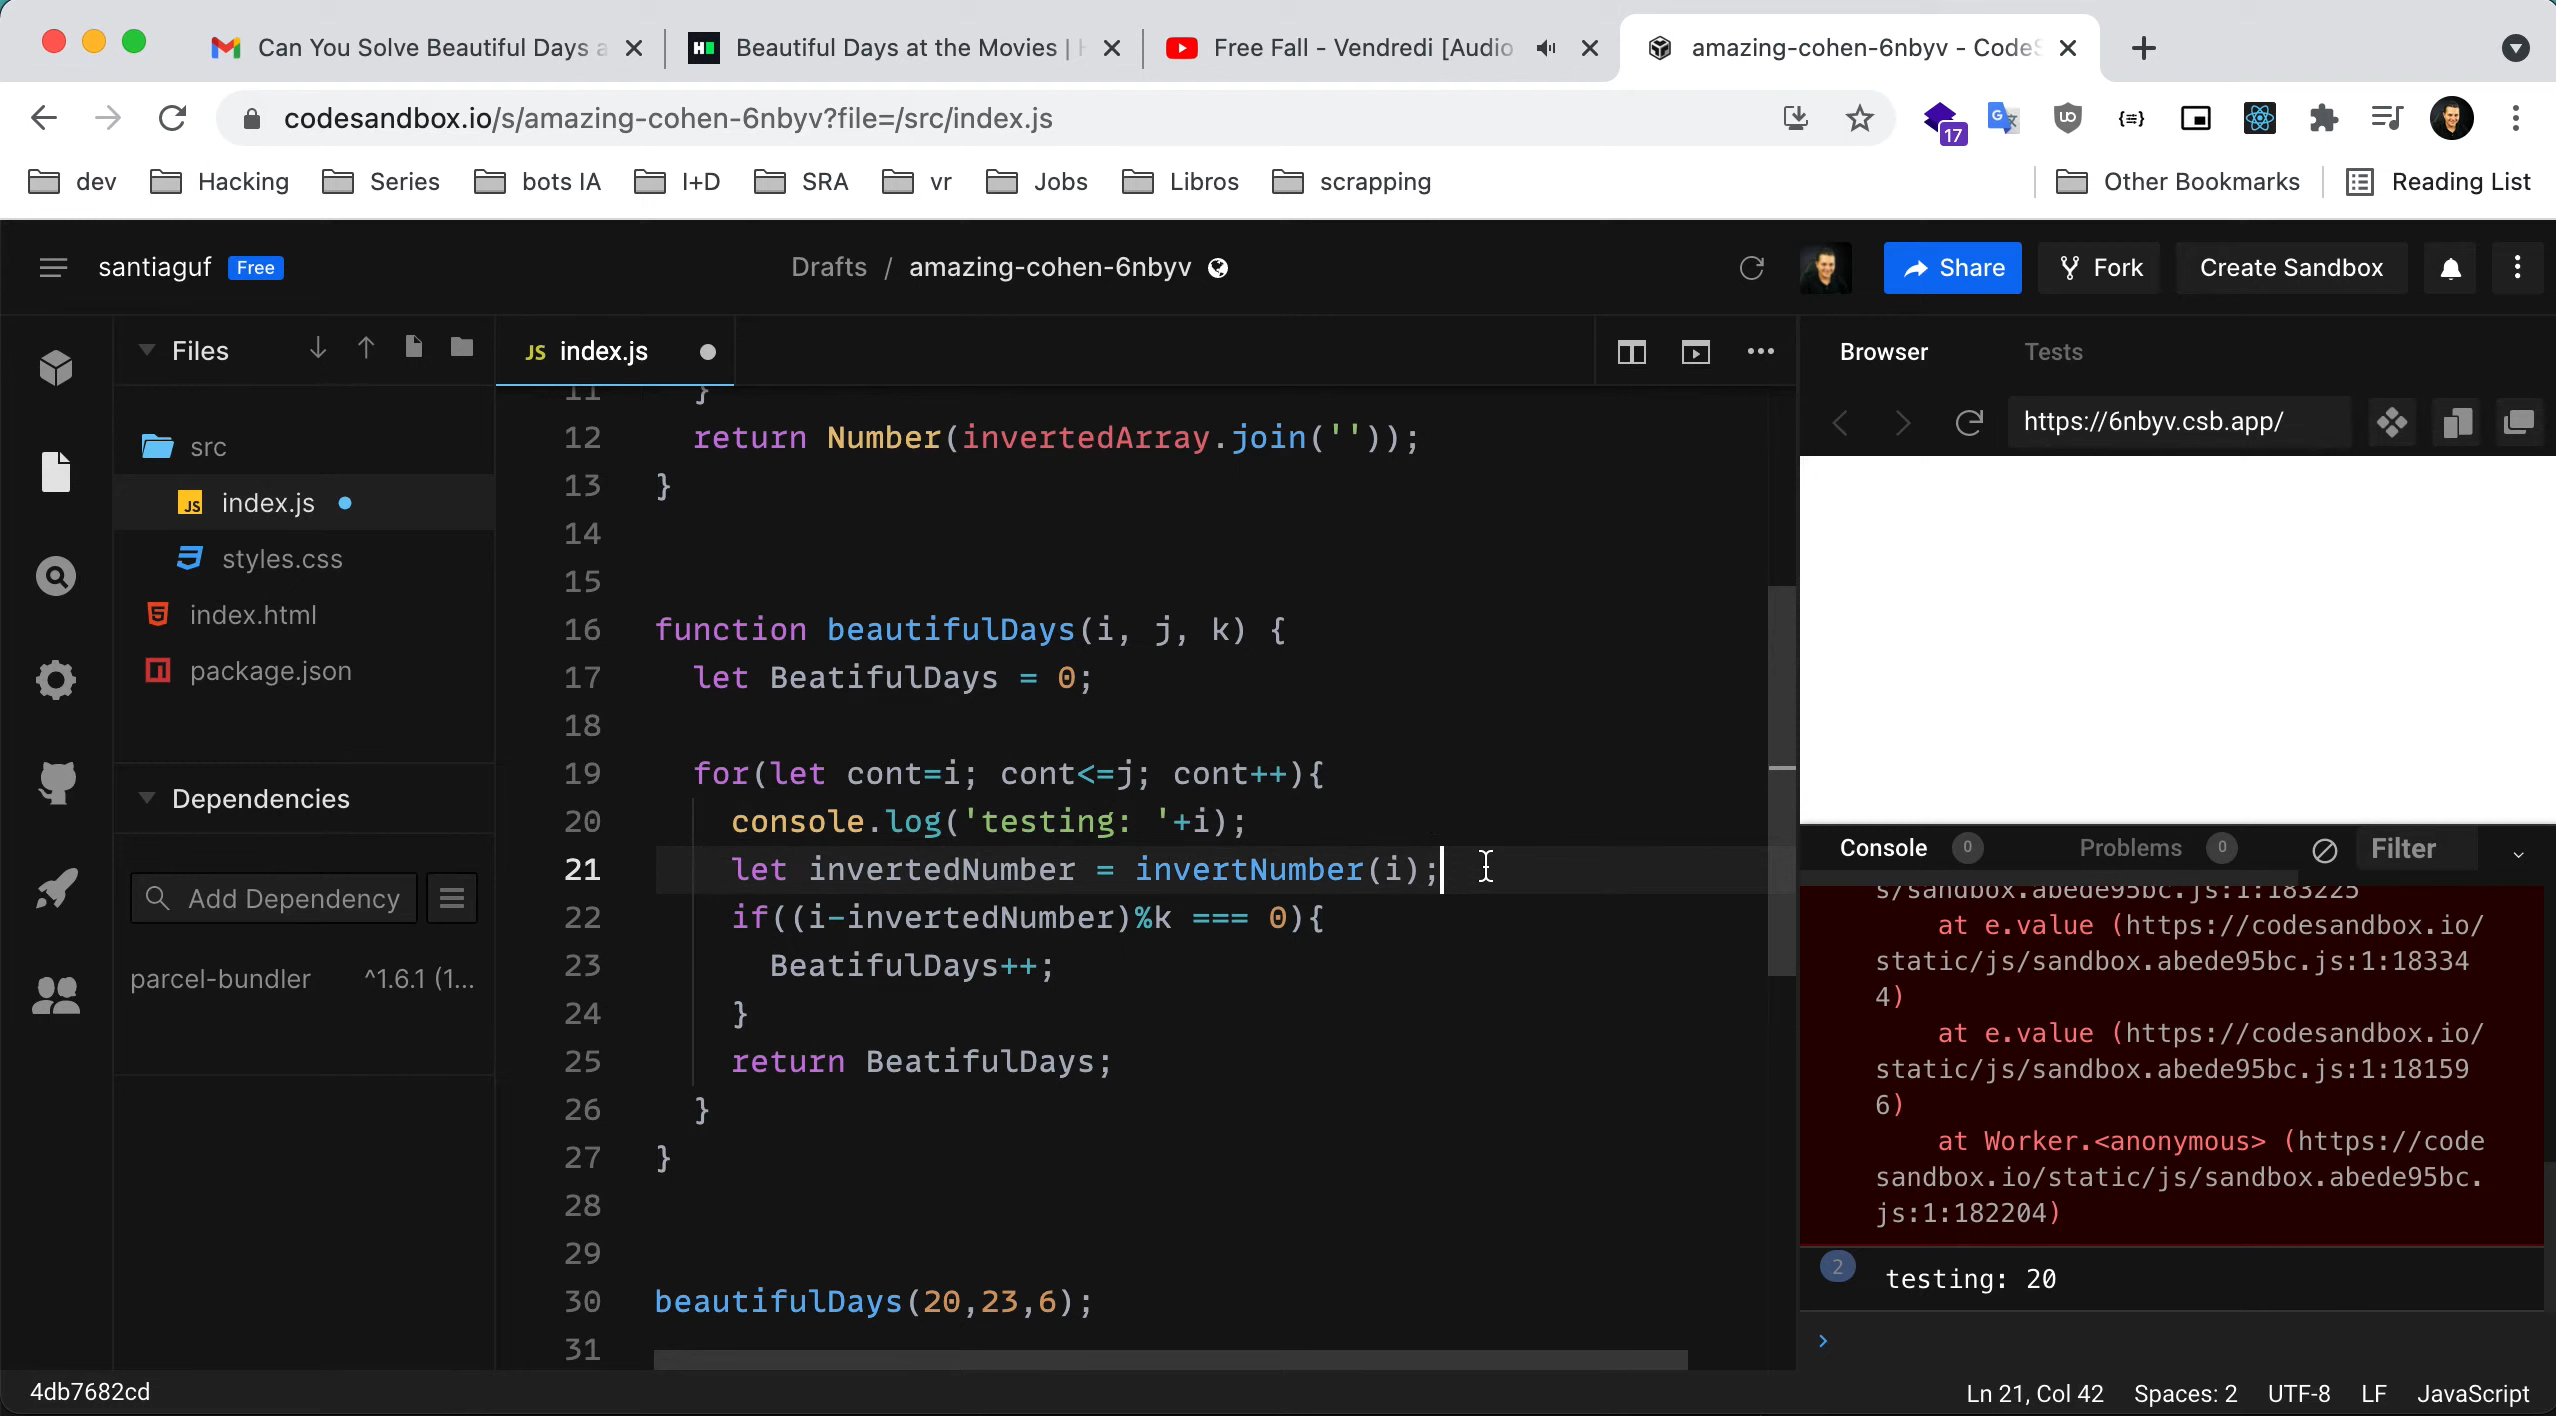 Can You Solve Beautiful Days a
Beautiful Days at the Movies |
Free Fall - Vendredi [Audio
amazing-cohen-6nbyv - CodeS
codesandbox.io/s/amazing-cohen-6nbyv?file=/src/index.js
17
dev
Hacking
Series
bots IA
I+D
SRA
vr
Jobs
Libros
scrapping
Other Bookmarks
Reading List
santiaguf Free
Drafts / amazing-cohen-6nbyv
Share
Fork
Create Sandbox
Files
JS index.js
Browser
Tests
https://6nbyv.csb.app/
src
JS index.js
styles.css
index.html
package.json
Dependencies
Add Dependency
parcel-bundler ^1.6.1 (1...
11 }
12 return Number(invertedArray.join(''));
13 }
14
15
16 function beautifulDays(i, j, k) {
17 let BeatifulDays = 0;
18
19 for(let cont=i; cont<=j; cont++){
20 console.log('testing: '+i);
21 let invertedNumber = invertNumber(i);
22 if((i-invertedNumber)%k === 0){
23 BeatifulDays++;
24 }
25 return BeatifulDays;
26 }
27 }
28
29
30 beautifulDays(20,23,6);
31
Console 0
Problems 0
Filter
s/sandbox.abede95bc.js:1:183225
at e.value (https://codesandbox.io/
static/js/sandbox.abede95bc.js:1:18334
4)
at e.value (https://codesandbox.io/
static/js/sandbox.abede95bc.js:1:18159
6)
at Worker.<anonymous> (https://code
sandbox.io/static/js/sandbox.abede95bc.
js:1:182204)
2 testing: 20
›
4db7682cd
Ln 21, Col 42
Spaces: 2
UTF-8
LF
JavaScript